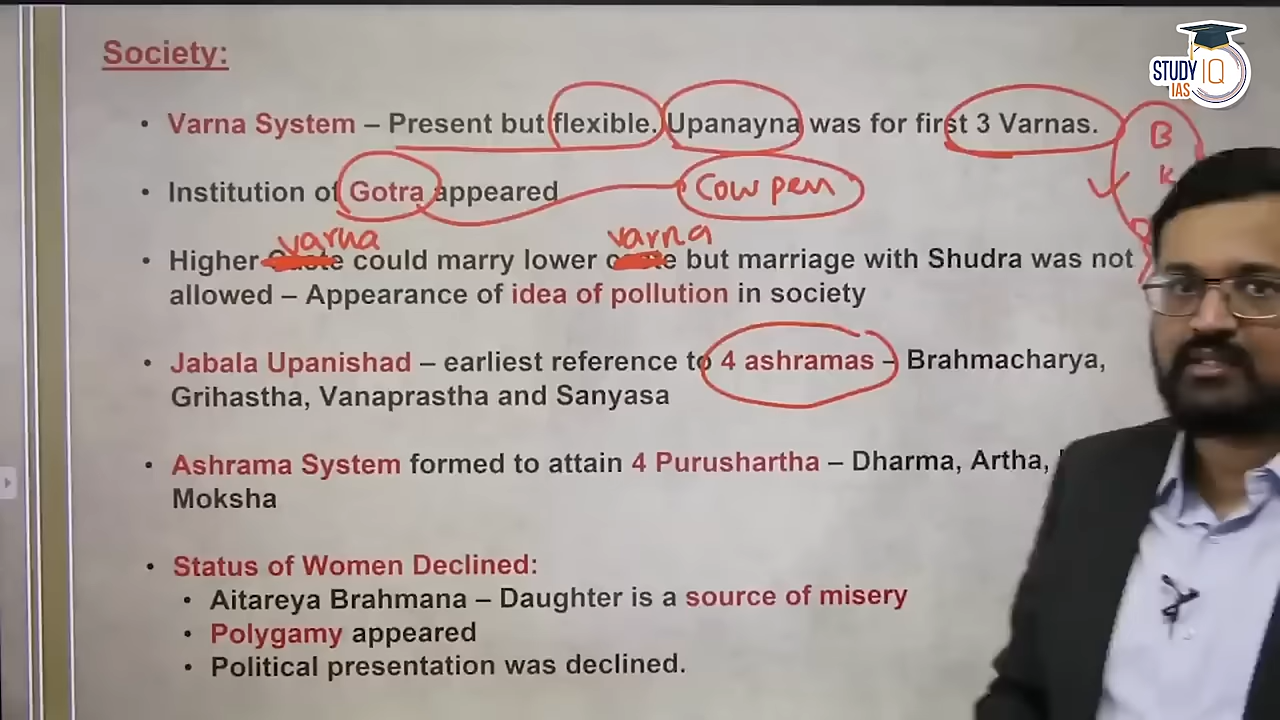 STUDY IQ
IAS
Society:
• Varna System – Present but flexible. Upanayna was for first 3 Varnas.
B
K
• Institution of Gotra appeared
Cow pen
varna varna
• Higher could marry lower but marriage with Shudra was not
allowed – Appearance of idea of pollution in society
• Jabala Upanishad – earliest reference to 4 ashramas – Brahmacharya,
Grihastha, Vanaprastha and Sanyasa
• Ashrama System formed to attain 4 Purushartha – Dharma, Artha,
Moksha
• Status of Women Declined:
• Aitareya Brahmana – Daughter is a source of misery
• Polygamy appeared
• Political presentation was declined.